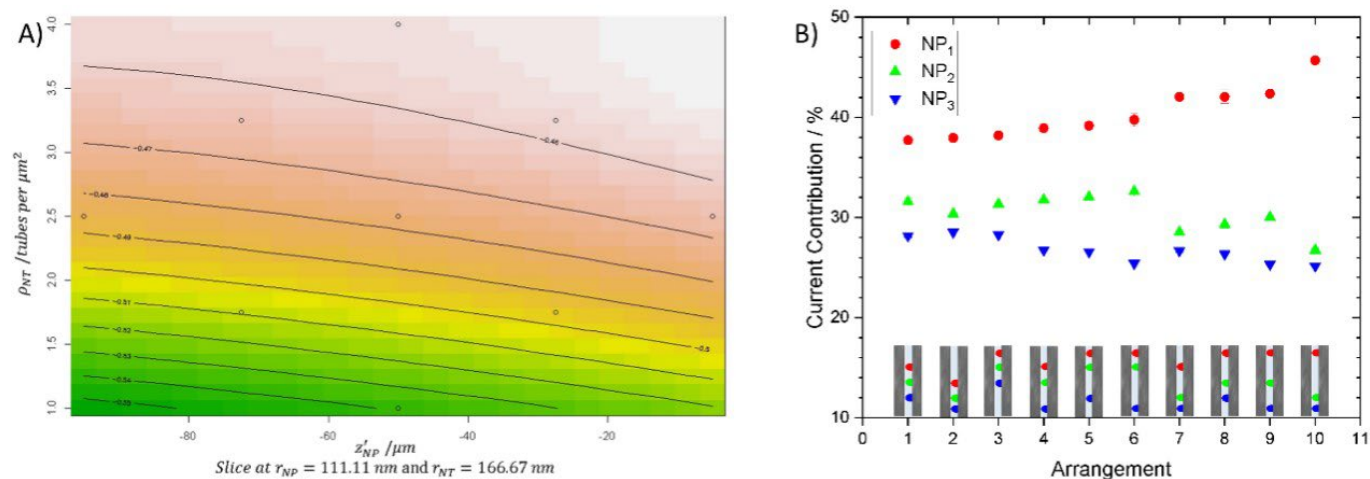 A)
4.0
3.5
3.0
2.5
2.0
1.5
1.0
ρNT /tubes per μm²
-0.46
-0.47
-0.48
-0.49
-0.5
-0.51
-0.52
-0.53
-0.54
-0.55
-80 -60 -40 -20
z′NP /μm
Slice at rNP = 111.11 nm and rNT = 166.67 nm
B)
50
40
30
20
10
Current Contribution / %
NP₁
NP₂
NP₃
0 1 2 3 4 5 6 7 8 9 10 11
Arrangement